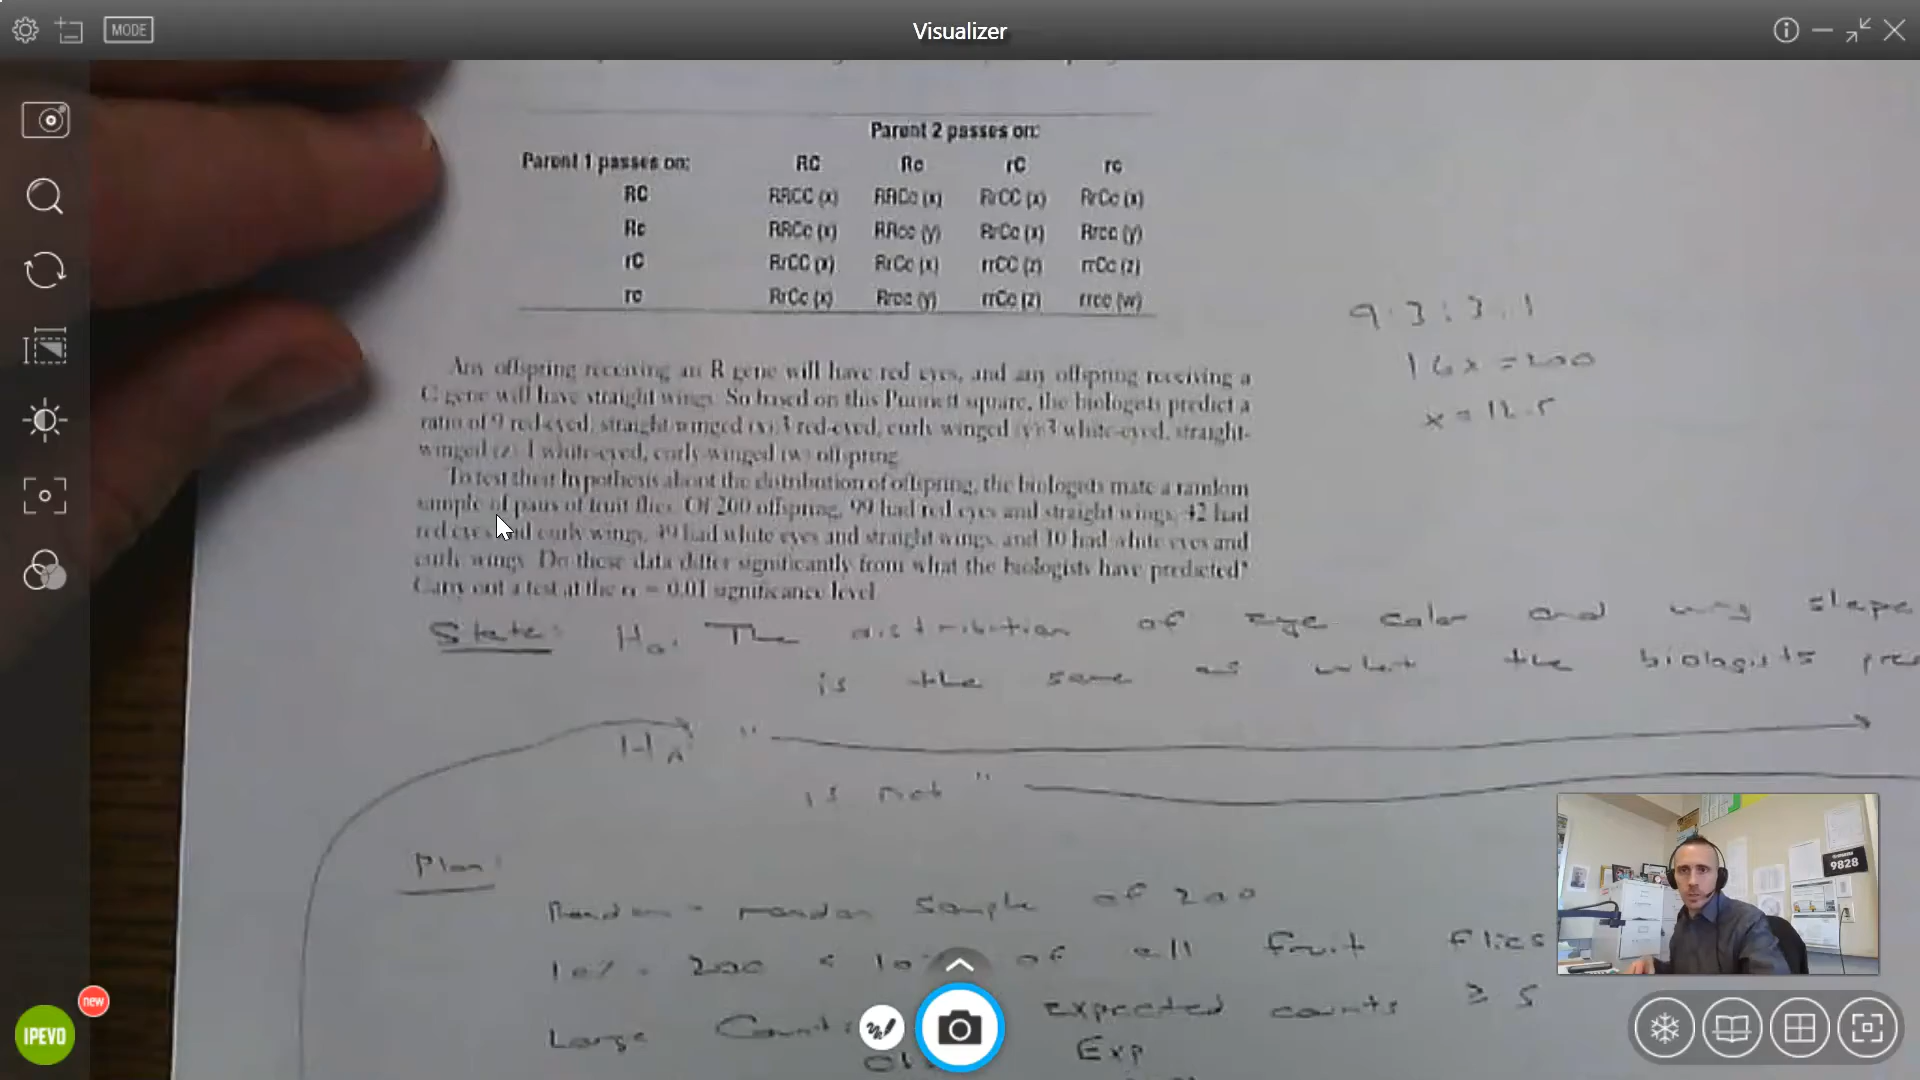 MODE
Visualizer
Parent 2 passes on:
Parent 1 passes on: RC Rc rC rc
RC RRCC (x) RRCc (x) RrCC (x) RrCc (x)
Rc RRCc (x) RRcc (y) RrCc (x) Rrcc (y)
rC RrCC (x) RrCc (x) rrCC (z) rrCc (z)
rc RrCc (x) Rrcc (y) rrCc (z) rrcc (w)
9:3:3:1
16x = 200
x = 12.5
Any offspring receiving an R gene will have red eyes, and any offspring receiving a
C gene will have straight wings. So based on this Punnett square, the biologists predict a
ratio of 9 red-eyed, straight-winged (x):3 red-eyed, curly winged (y):3 white-eyed, straight-
winged (z):1 white-eyed, curly-winged (w) offspring.
To test their hypothesis about the distribution of offspring, the biologists mate a random
sample of pairs of fruit flies. Of 200 offspring, 99 had red eyes and straight wings, 42 had
red eyes and curly wings, 49 had white eyes and straight wings, and 10 had white eyes and
curly wings. Do these data differ significantly from what the biologists have predicted?
Carry out a test at the α = 0.01 significance level.
State: Ho: The distribution of eye color and wing shape
is the same as what the biologists pre
HA "
is not "
Plan:
Random - random sample of 200
10% - 200 < 10% of all fruit flies
Large Counts expected counts ≥ 5
Exp
9828
new
IPEVO